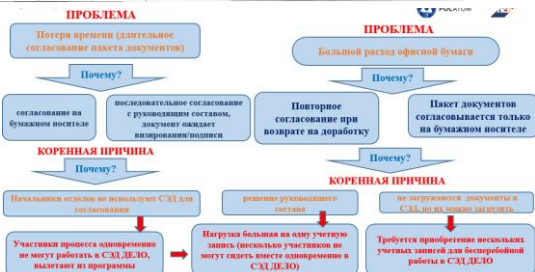 ПРОБЛЕМА
Потеря времени (длительное
согласование пакета документов)
Почему?
согласование на
бумажном носителе
последовательное согласование
с руководящим составом,
документ ожидает
визирования/подписи
КОРЕННАЯ ПРИЧИНА
Почему?
Начальники отделов не используют СЭД для
согласования
Участники процесса одновременно
не могут работать в СЭД ДЕЛО,
вылетают из программы
ПРОБЛЕМА
Большой расход офисной бумаги
Почему?
Повторное
согласование при
возврате на доработку
Пакет документов
согласовывается только
на бумажном носителе
КОРЕННАЯ ПРИЧИНА
Почему?
решение руководящего
состава
не загружаются документы в
СЭД, но их можно загрузить
Нагрузка большая на одну учетную
запись (несколько участников не
могут сидеть вместе одновременно в
СЭД ДЕЛО)
Требуется приобретение нескольких
учетных записей для бесперебойной
работы в СЭД ДЕЛО